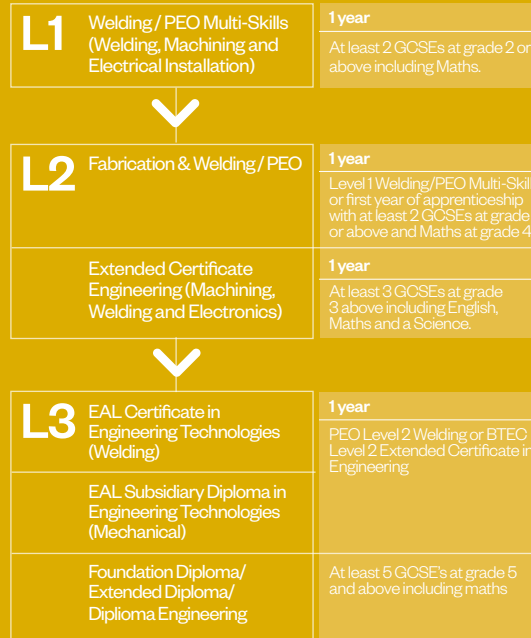 L1
Welding / PEO Multi-Skills
(Welding, Machining and
Electrical Installation)
1 year
At least 2 GCSEs at grade 2 or
above including Maths.
L2
Fabrication & Welding / PEO
1 year
Level 1 Welding/PEO Multi-Skill
or first year of apprenticeship
with at least 2 GCSEs at grade
or above and Maths at grade 4
Extended Certificate
Engineering (Machining,
Welding and Electronics)
1 year
At least 3 GCSEs at grade
3 above including English,
Maths and a Science.
L3
EAL Certificate in
Engineering Technologies
(Welding)
1 year
PEO Level 2 Welding or BTEC
Level 2 Extended Certificate in
Engineering
EAL Subsidiary Diploma in
Engineering Technologies
(Mechanical)
Foundation Diploma/
Extended Diploma/
Diplioma Engineering
At least 5 GCSE's at grade 5
and above including maths